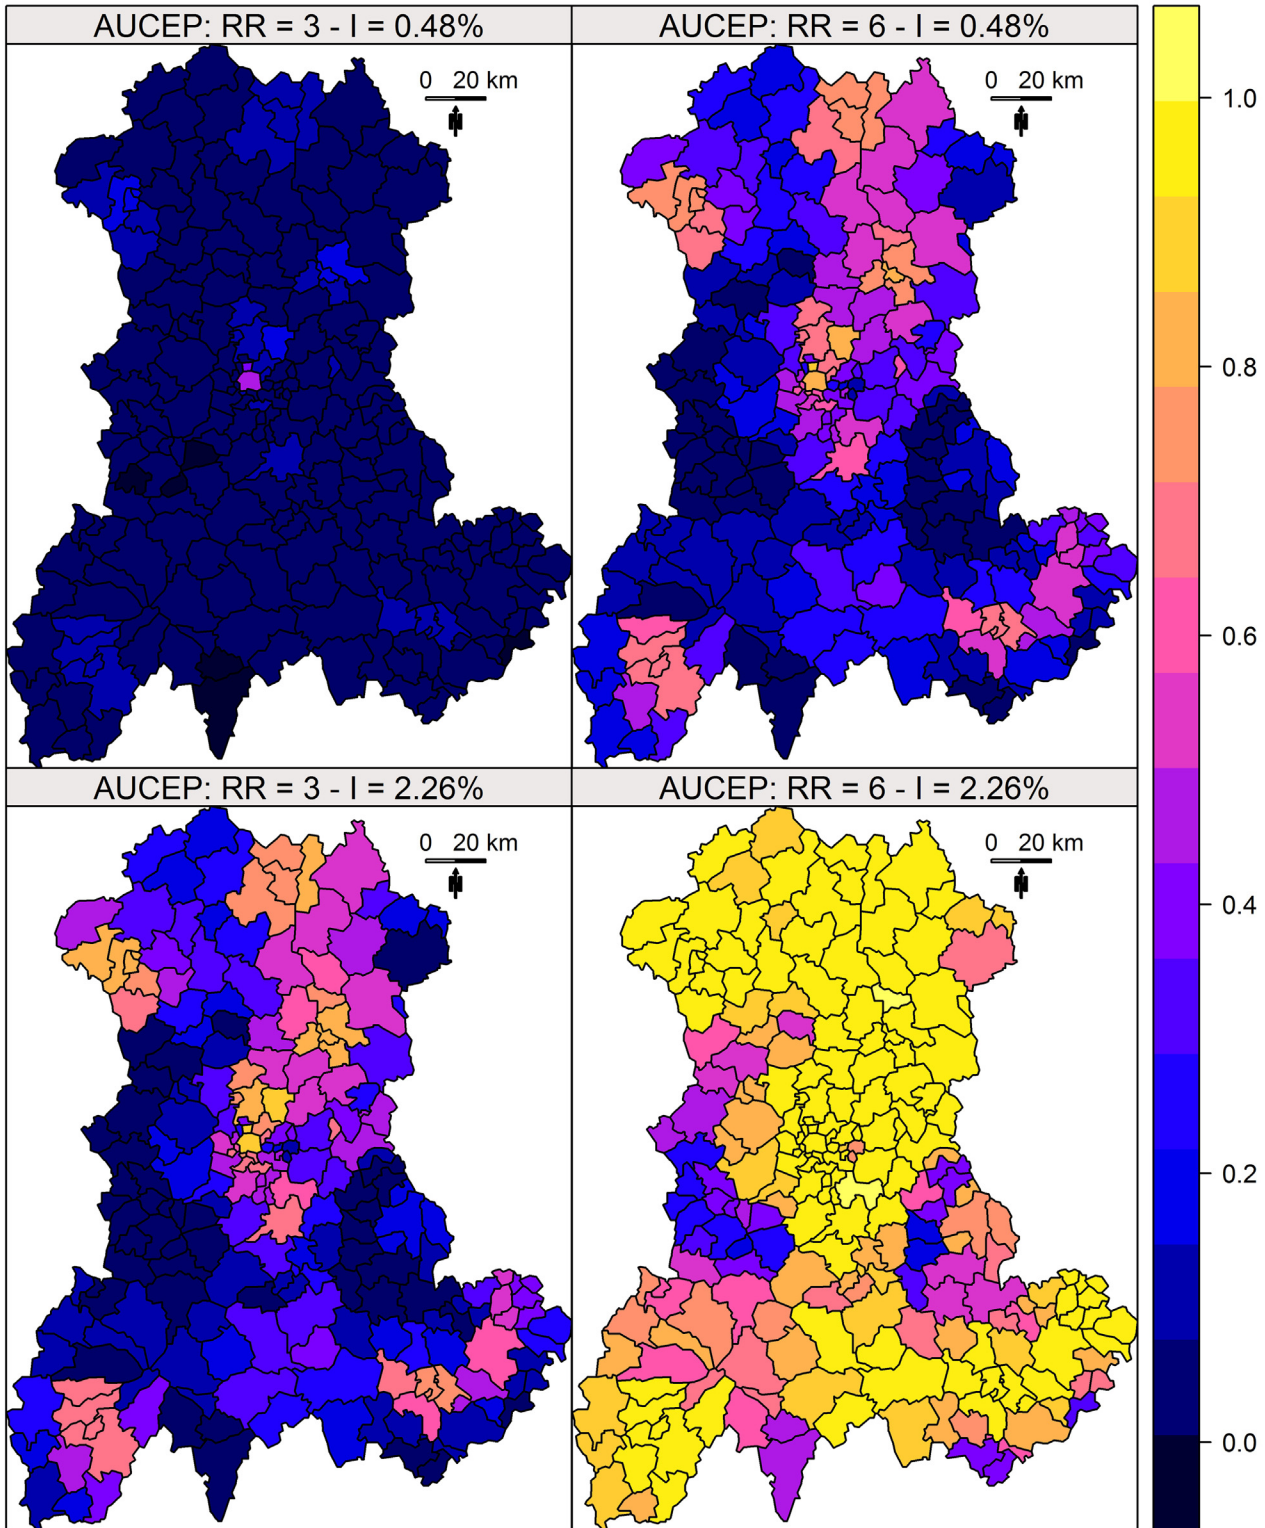 AUCEP: RR = 3 - I = 0.48%
AUCEP: RR = 6 - I = 0.48%
0 20 km
N
0 20 km
N
AUCEP: RR = 3 - I = 2.26%
AUCEP: RR = 6 - I = 2.26%
0 20 km
N
0 20 km
N
1.0
0.8
0.6
0.4
0.2
0.0